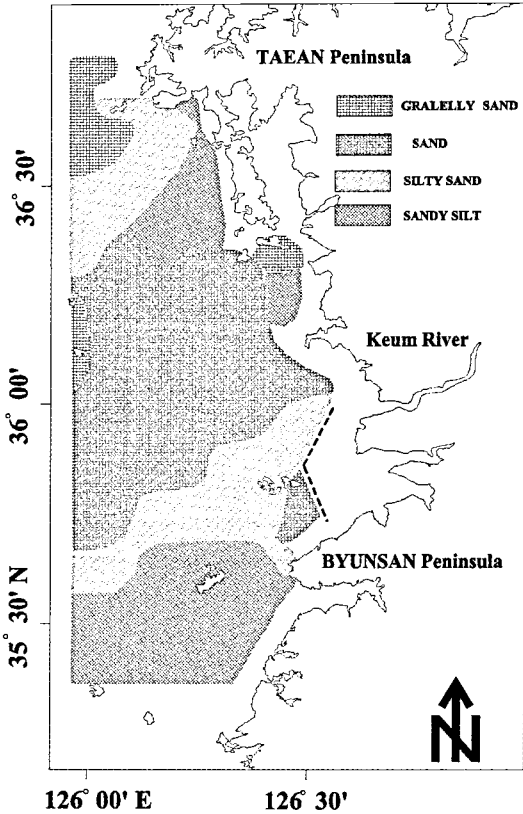 TAEAN Peninsula
GRALELLY SAND
SAND
SILTY SAND
SANDY SILT
36° 30'
Keum River
36° 00'
BYUNSAN Peninsula
35° 30' N
N
126° 00' E
126° 30'